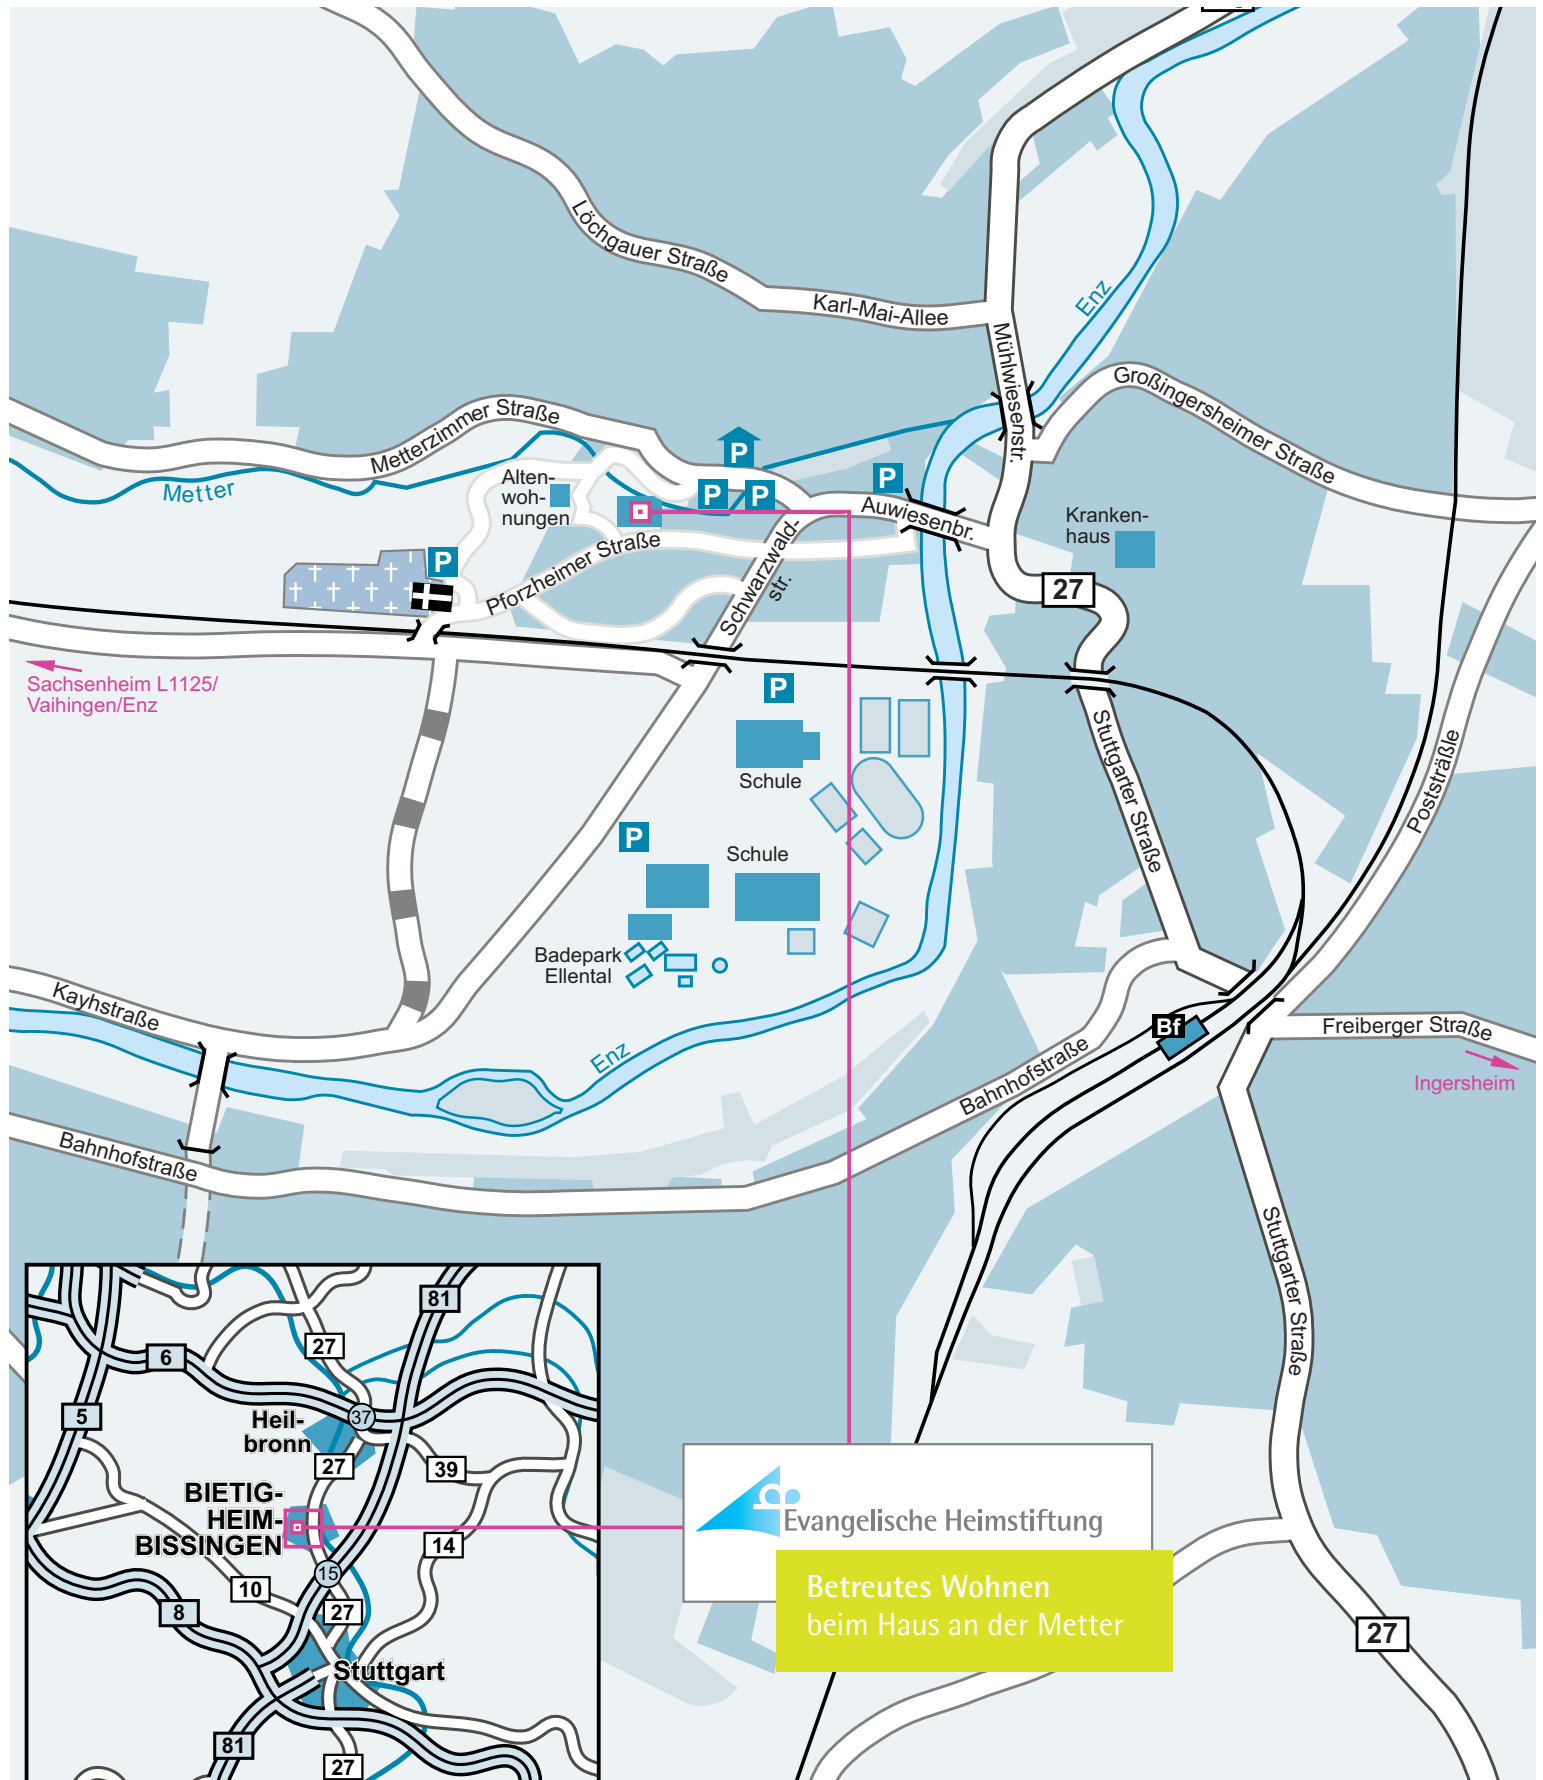 Löchgauer Straße
Karl-Mai-Allee
Enz
Mühlwiesenstr.
Großingersheimer Straße
Metterzimmer Straße
Metter
P
P
P
P
Alten-
woh-
nungen
Auwiesenbr.
Kranken-
haus
Pforzheimer Straße
Schwarzwald-
str.
P
27
Sachsenheim L1125/
Vaihingen/Enz
P
Schule
Stuttgarter Straße
Poststräßle
P
Schule
Badepark
Ellental
Kayhstraße
Enz
Bf
Freiberger Straße
Ingersheim
Bahnhofstraße
Bahnhofstraße
Stuttgarter Straße
81
27
6
5
37
Heil-
bronn
27
39
BIETIG-
HEIM-
BISSINGEN
14
15
10
8
27
Stuttgart
81
27
Evangelische Heimstiftung
Betreutes Wohnen
beim Haus an der Metter
27